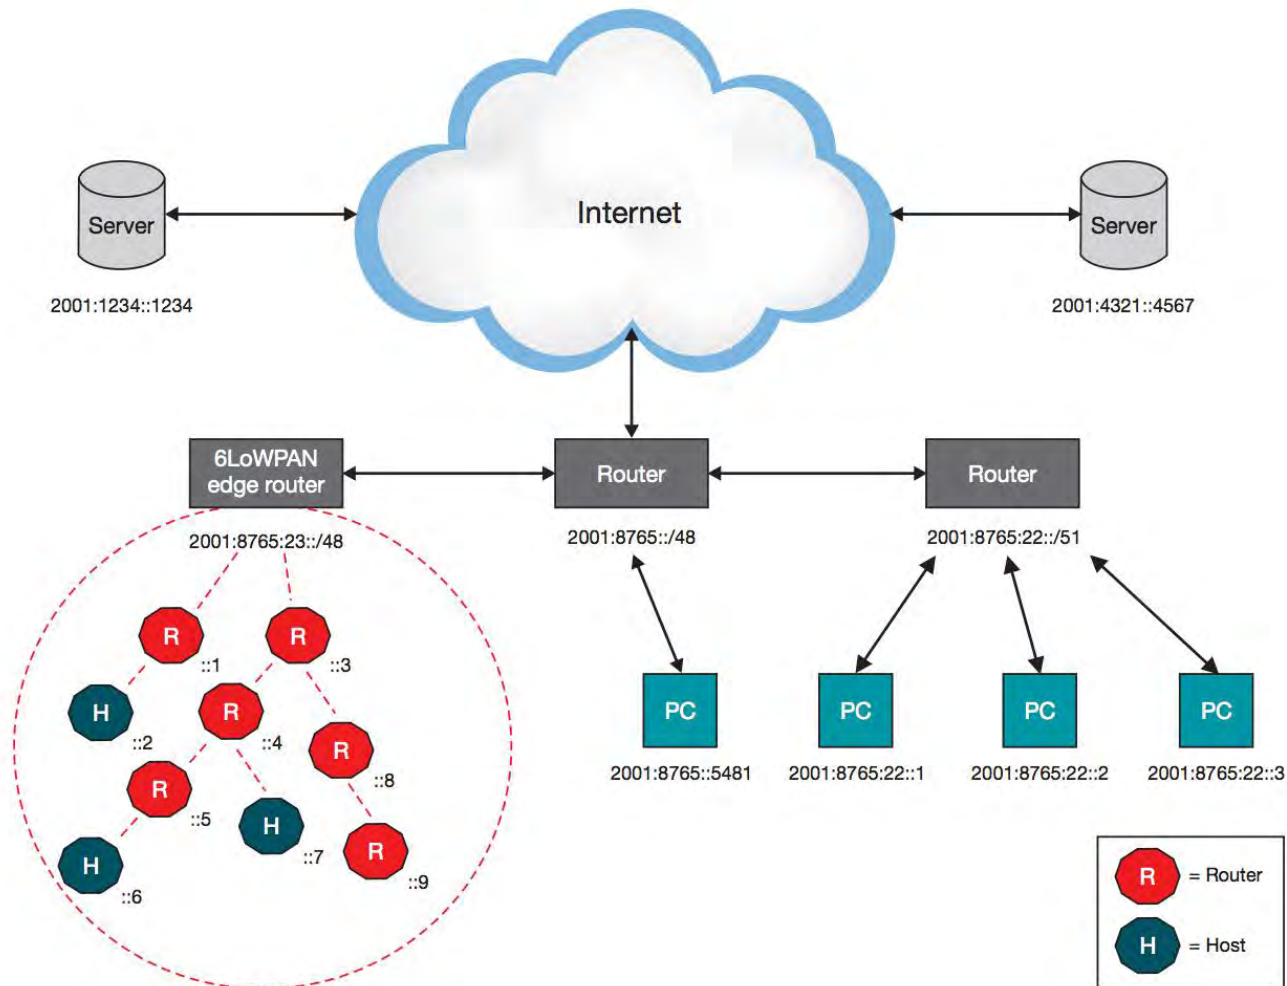 Internet
Server
Server
2001:1234::1234
2001:4321::4567
6LoWPAN
edge router
Router
Router
2001:8765:23::/48
2001:8765::/48
2001:8765:22::/51
R
::1
R
::3
H
::2
R
::4
R
::8
R
::5
H
::7
R
::9
H
::6
PC
PC
PC
PC
2001:8765::5481
2001:8765:22::1
2001:8765:22::2
2001:8765:22::3
R = Router
H = Host